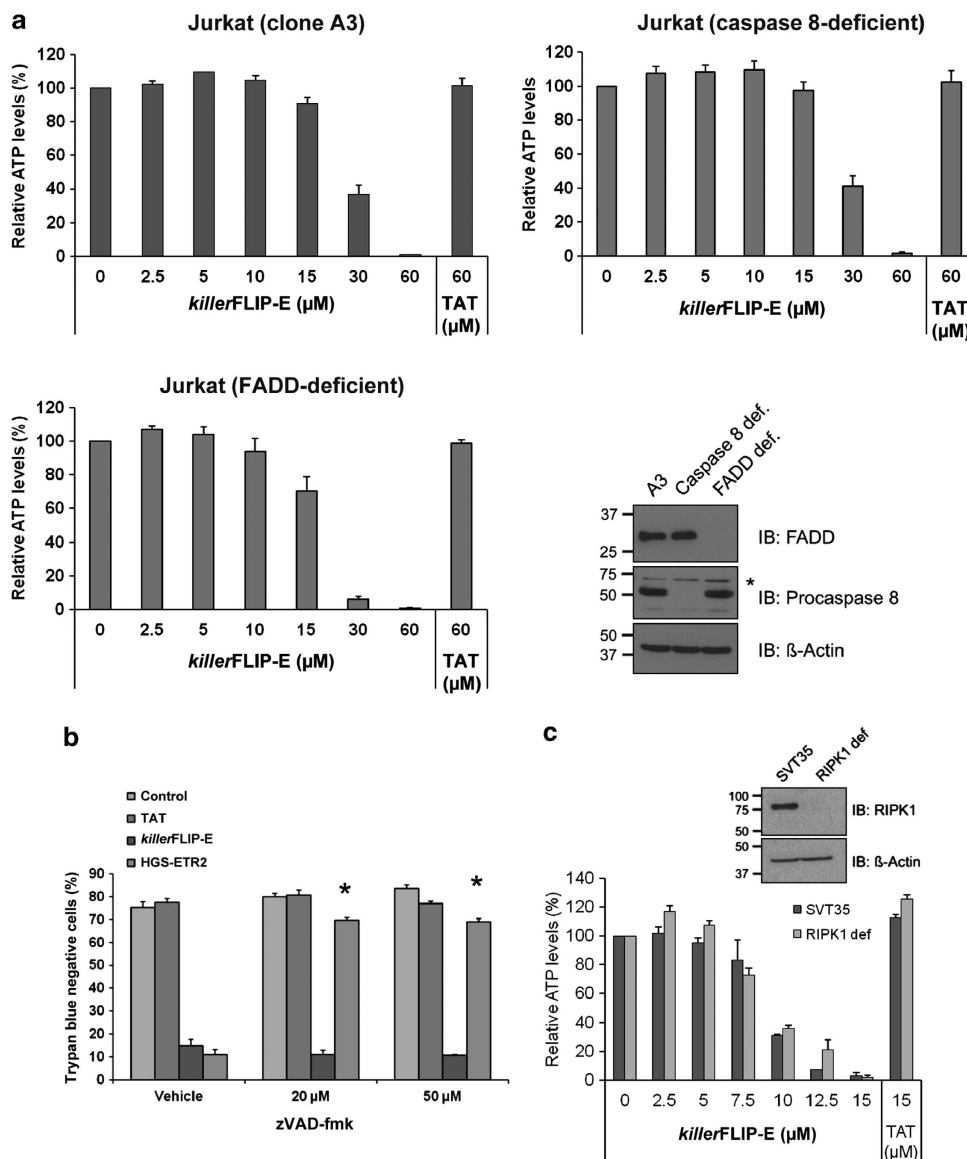 a
Jurkat (clone A3)
Relative ATP levels (%)
120
100
80
60
40
20
0
0 2.5 5 10 15 30 60 60
killerFLIP-E (µM)
TAT
(µM)
Jurkat (caspase 8-deficient)
Relative ATP levels
120
100
80
60
40
20
0
0 2.5 5 10 15 30 60 60
killerFLIP-E (µM)
TAT
(µM)
Jurkat (FADD-deficient)
Relative ATP levels (%)
120
100
80
60
40
20
0
0 2.5 5 10 15 30 60 60
killerFLIP-E (µM)
TAT
(µM)
A3
Caspase 8 def.
FADD def.
37
25
IB: FADD
75
50
*
IB: Procaspase 8
50
37
IB: ß-Actin
b
Control
TAT
killerFLIP-E
HGS-ETR2
Trypan blue negative cells (%)
90
80
70
60
50
40
30
20
10
0
* *
Vehicle 20 µM 50 µM
zVAD-fmk
c
SVT35
RIPK1 def
100
75
50
IB: RIPK1
50
37
IB: ß-Actin
SVT35
RIPK1 def
Relative ATP levels (%)
140
120
100
80
60
40
20
0
0 2.5 5 7.5 10 12.5 15 15
killerFLIP-E (µM)
TAT
(µM)